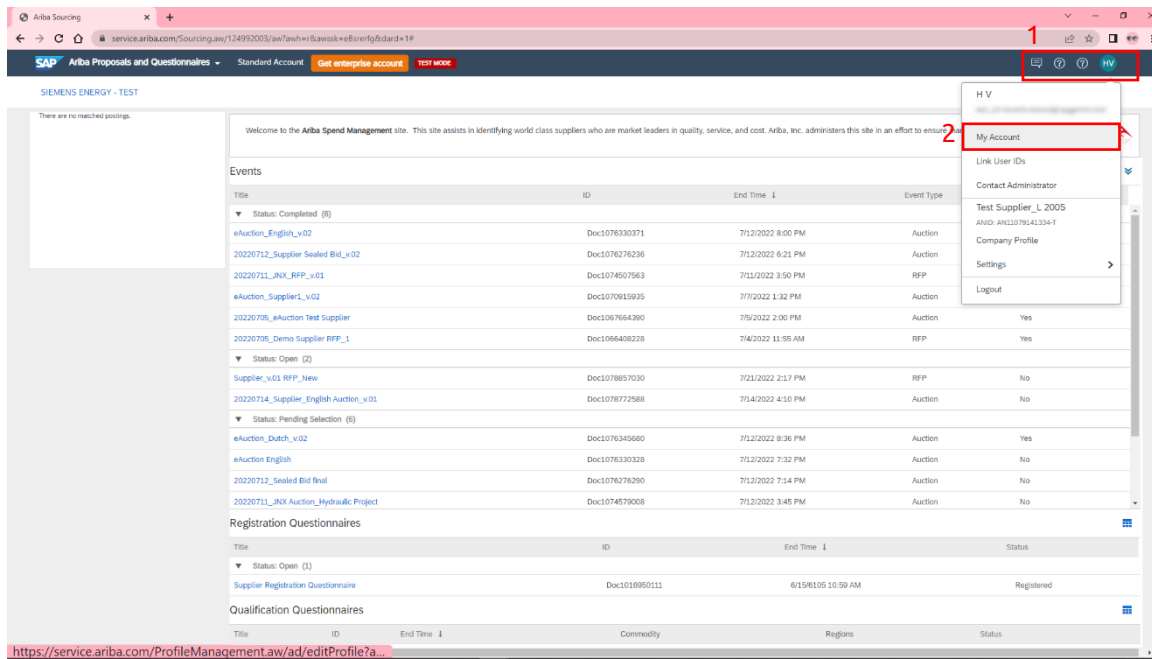 Ariba Sourcing
1
service.ariba.com/Sourcing.aw/124992003/aw?awh=r&awssk=eBsrerfg&dard=1#
SAP Ariba Proposals and Questionnaires Standard Account Get enterprise account TEST MODE HV
SIEMENS ENERGY - TEST
H V
There are no matched postings.
Welcome to the Ariba Spend Management site. This site assists in identifying world class suppliers who are market leaders in quality, service, and cost. Ariba, Inc. administers this site in an effort to ensure
2
My Account
Link User IDs
Contact Administrator
Test Supplier_L 2005
ANID: AN11079141334-T
Company Profile
Settings
Logout
Events
Title ID End Time Event Type
Status: Completed (6)
eAuction_English_v.02 Doc1076330371 7/12/2022 8:00 PM Auction
20220712_Supplier Sealed Bid_v.02 Doc1076276236 7/12/2022 6:21 PM Auction
20220711_JNX_RFP_v.01 Doc1074507563 7/11/2022 3:50 PM RFP
eAuction_Supplier1_v.02 Doc1070915935 7/7/2022 1:32 PM Auction
20220705_eAuction Test Supplier Doc1067664390 7/5/2022 2:00 PM Auction Yes
20220705_Demo Supplier RFP_1 Doc1066408228 7/4/2022 11:55 AM RFP Yes
Status: Open (2)
Supplier_v.01 RFP_New Doc1078857030 7/21/2022 2:17 PM RFP No
20220714_Supplier_English Auction_v.01 Doc1078772588 7/14/2022 4:10 PM Auction No
Status: Pending Selection (6)
eAuction_Dutch_v.02 Doc1076345680 7/12/2022 8:36 PM Auction Yes
eAuction English Doc1076330328 7/12/2022 7:32 PM Auction No
20220712_Sealed Bid final Doc1076276290 7/12/2022 7:14 PM Auction No
20220711_JNX Auction_Hydraulic Project Doc1074579008 7/12/2022 3:45 PM Auction No
Registration Questionnaires
Title ID End Time Status
Status: Open (1)
Supplier Registration Questionnaire Doc1016950111 6/15/6105 10:59 AM Registered
Qualification Questionnaires
Title ID End Time Commodity Regions Status
https://service.ariba.com/ProfileManagement.aw/ad/editProfile?a...